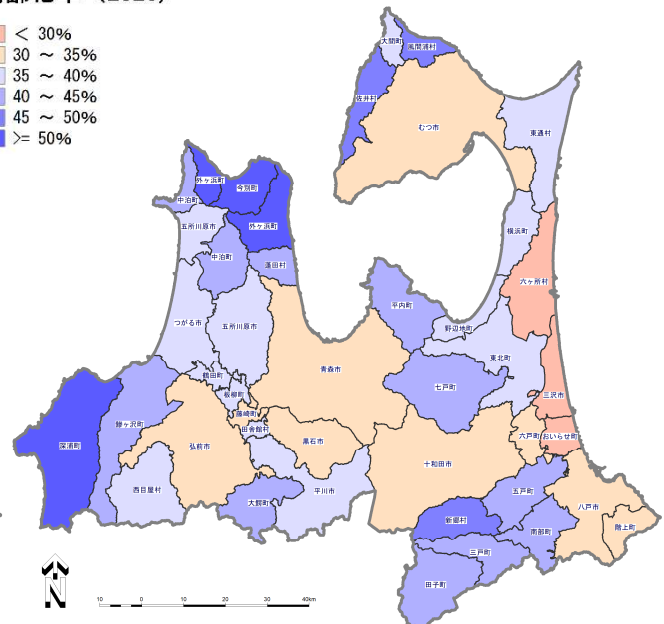 (2020)
< 30%
30 ～ 35%
35 ～ 40%
40 ～ 45%
45 ～ 50%
>= 50%
大間町
風間浦村
佐井村
むつ市
東通村
外ヶ浜町
今別町
中泊町
五所川原市
外ヶ浜町
横浜町
中泊町
蓬田村
六ヶ所村
平内町
つがる市
五所川原市
野辺地町
東北町
青森市
鶴田町
七戸町
板柳町
三沢市
藤崎町
鰺ヶ沢町
田舎館村
六戸町
おいらせ町
深浦町
弘前市
黒石市
十和田市
西目屋村
平川市
五戸町
大鰐町
八戸市
新郷村
階上町
南部町
三戸町
田子町
N
10 0 10 20 30 40km